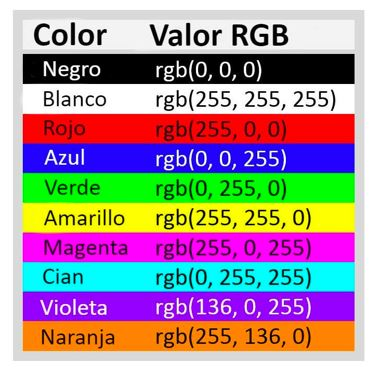 Color Valor RGB
Negro rgb(0, 0, 0)
Blanco rgb(255, 255, 255)
Rojo rgb(255, 0, 0)
Azul rgb(0, 0, 255)
Verde rgb(0, 255, 0)
Amarillo rgb(255, 255, 0)
Magenta rgb(255, 0, 255)
Cian rgb(0, 255, 255)
Violeta rgb(136, 0, 255)
Naranja rgb(255, 136, 0)